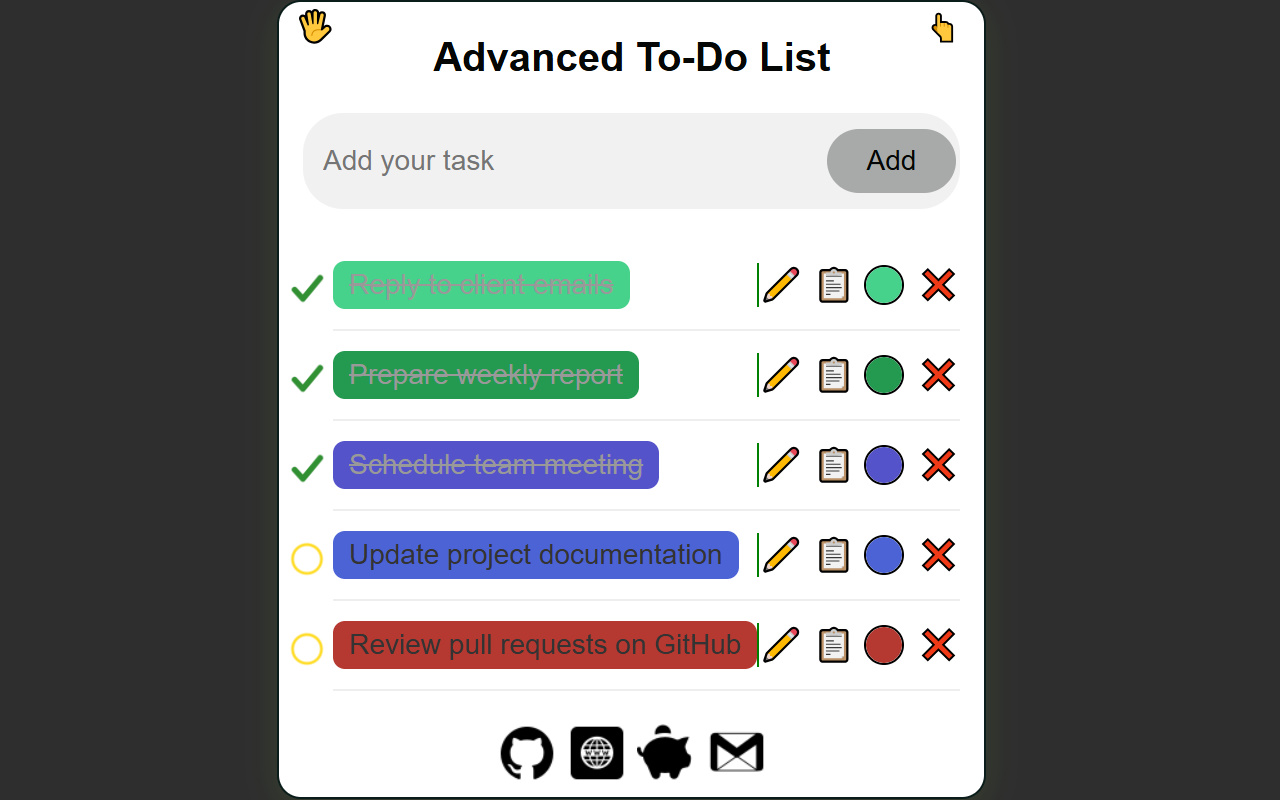 Advanced To-Do List
Add your task
Add
Reply to client emails
Prepare weekly report
Schedule team meeting
Update project documentation
Review pull requests on GitHub
WWW